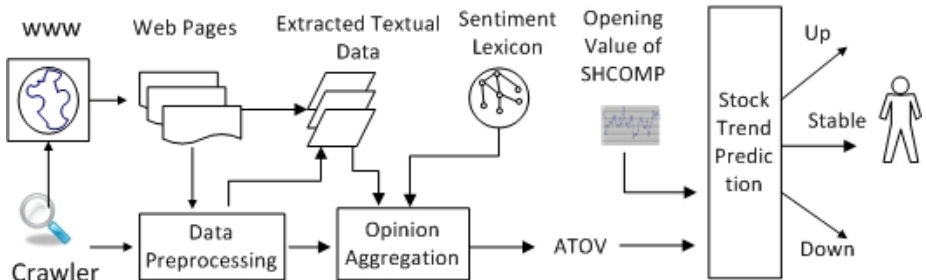 www
Web Pages
Extracted Textual
Data
Sentiment
Lexicon
Opening
Value of
SHCOMP
Stock
Trend
Predic
tion
Up
Stable
Down
Crawler
Data
Preprocessing
Opinion
Aggregation
ATOV